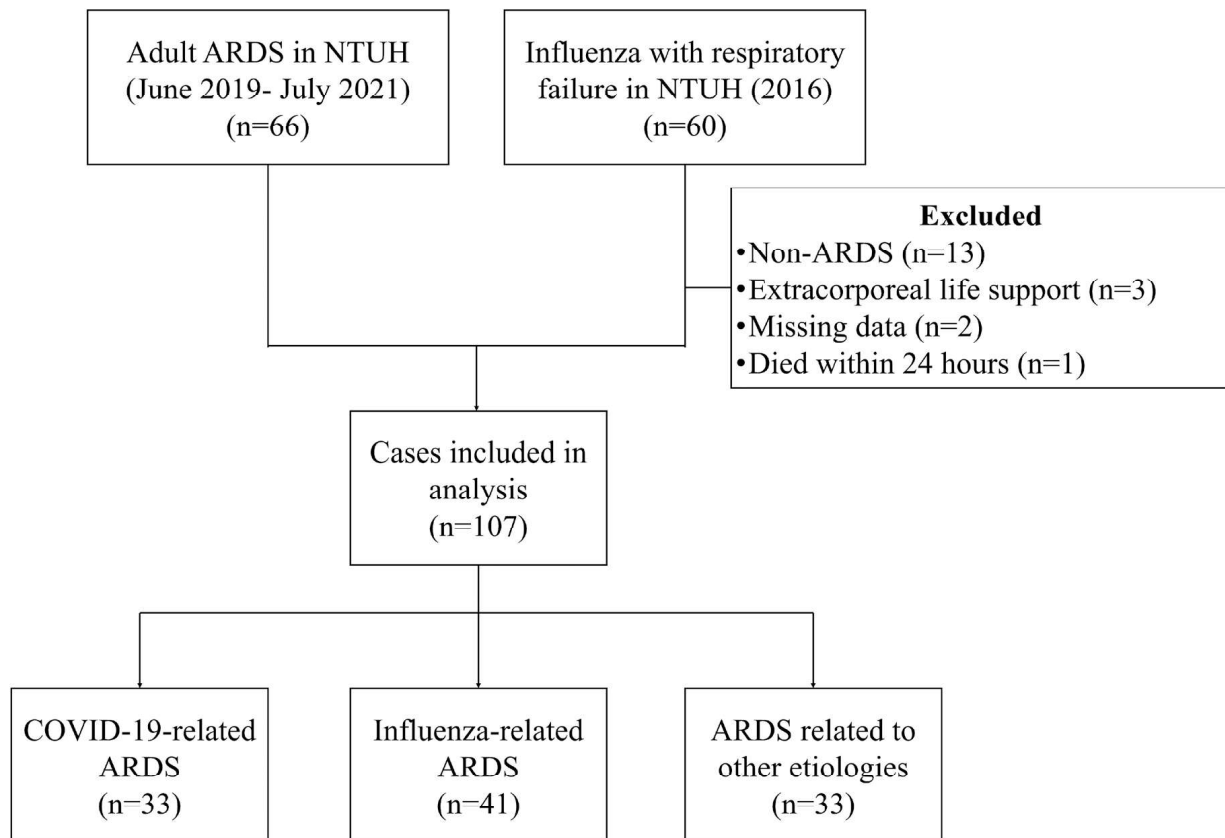 Adult ARDS in NTUH
(June 2019- July 2021)
(n=66)
Influenza with respiratory
failure in NTUH (2016)
(n=60)
Excluded
•Non-ARDS (n=13)
•Extracorporeal life support (n=3)
•Missing data (n=2)
•Died within 24 hours (n=1)
Cases included in
analysis
(n=107)
COVID-19-related
ARDS
(n=33)
Influenza-related
ARDS
(n=41)
ARDS related to
other etiologies
(n=33)